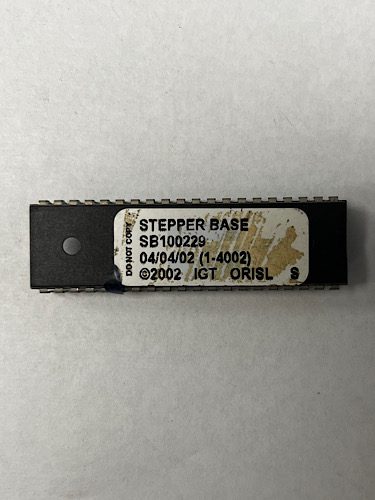 DO NOT COPY
STEPPER BASE
SB100229
04/04/02 (1-4002)
©2002 IGT ORISL S